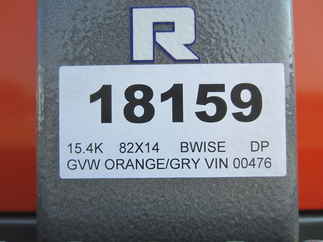 R
18159
15.4K 82X14 BWISE DP
GVW ORANGE/GRY VIN 00476